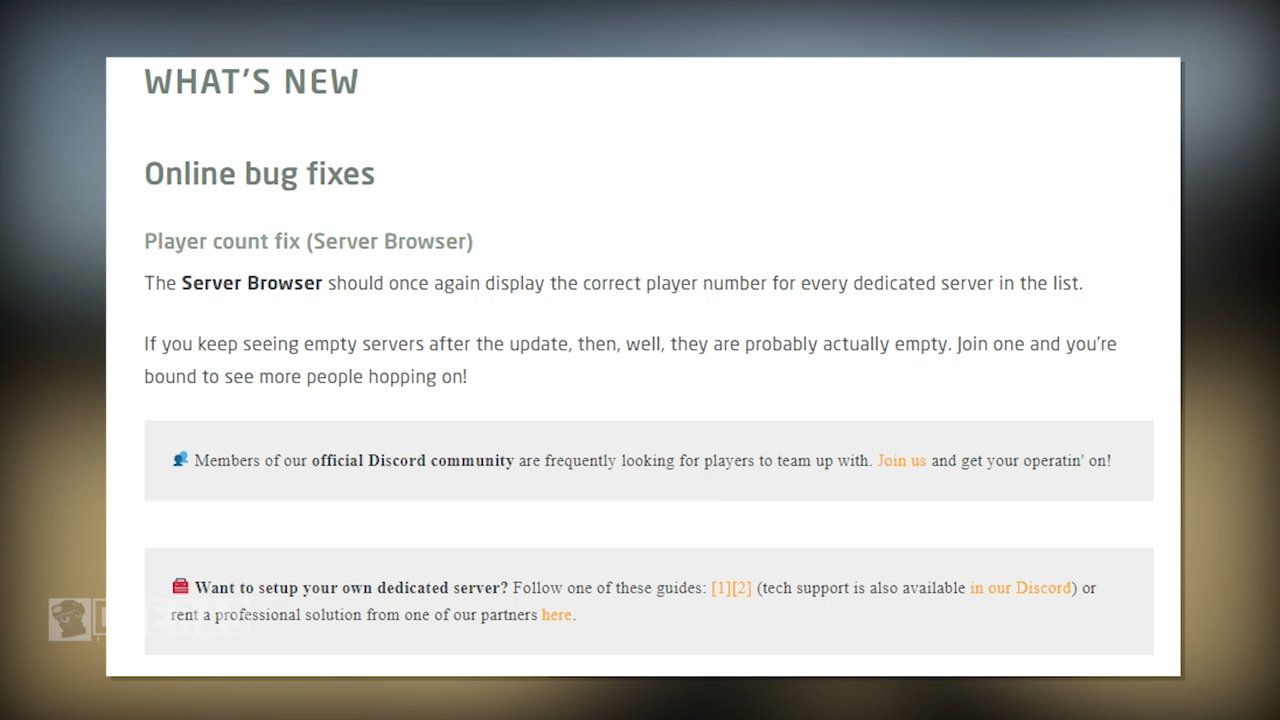 WHAT'S NEW
Online bug fixes
Player count fix (Server Browser)
The Server Browser should once again display the correct player number for every dedicated server in the list.
If you keep seeing empty servers after the update, then, well, they are probably actually empty. Join one and you're
bound to see more people hopping on!
Members of our official Discord community are frequently looking for players to team up with. Join us and get your operatin' on!
Want to setup your own dedicated server? Follow one of these guides: [1][2] (tech support is also available in our Discord) or
rent a professional solution from one of our partners here.